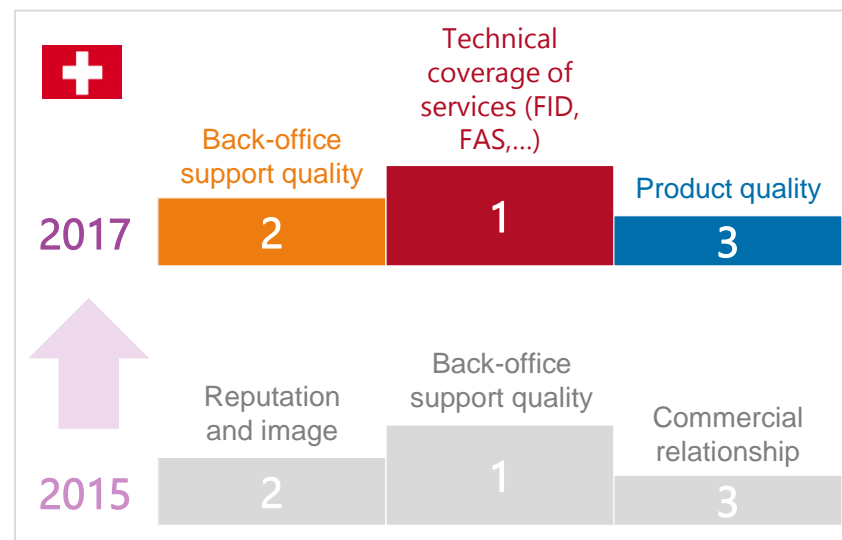 Technical
coverage of
services (FID,
FAS,...)
Back-office
support quality
Product quality
2017
2
1
3
Back-office
support quality
Reputation
and image
Commercial
relationship
2015
2
1
3